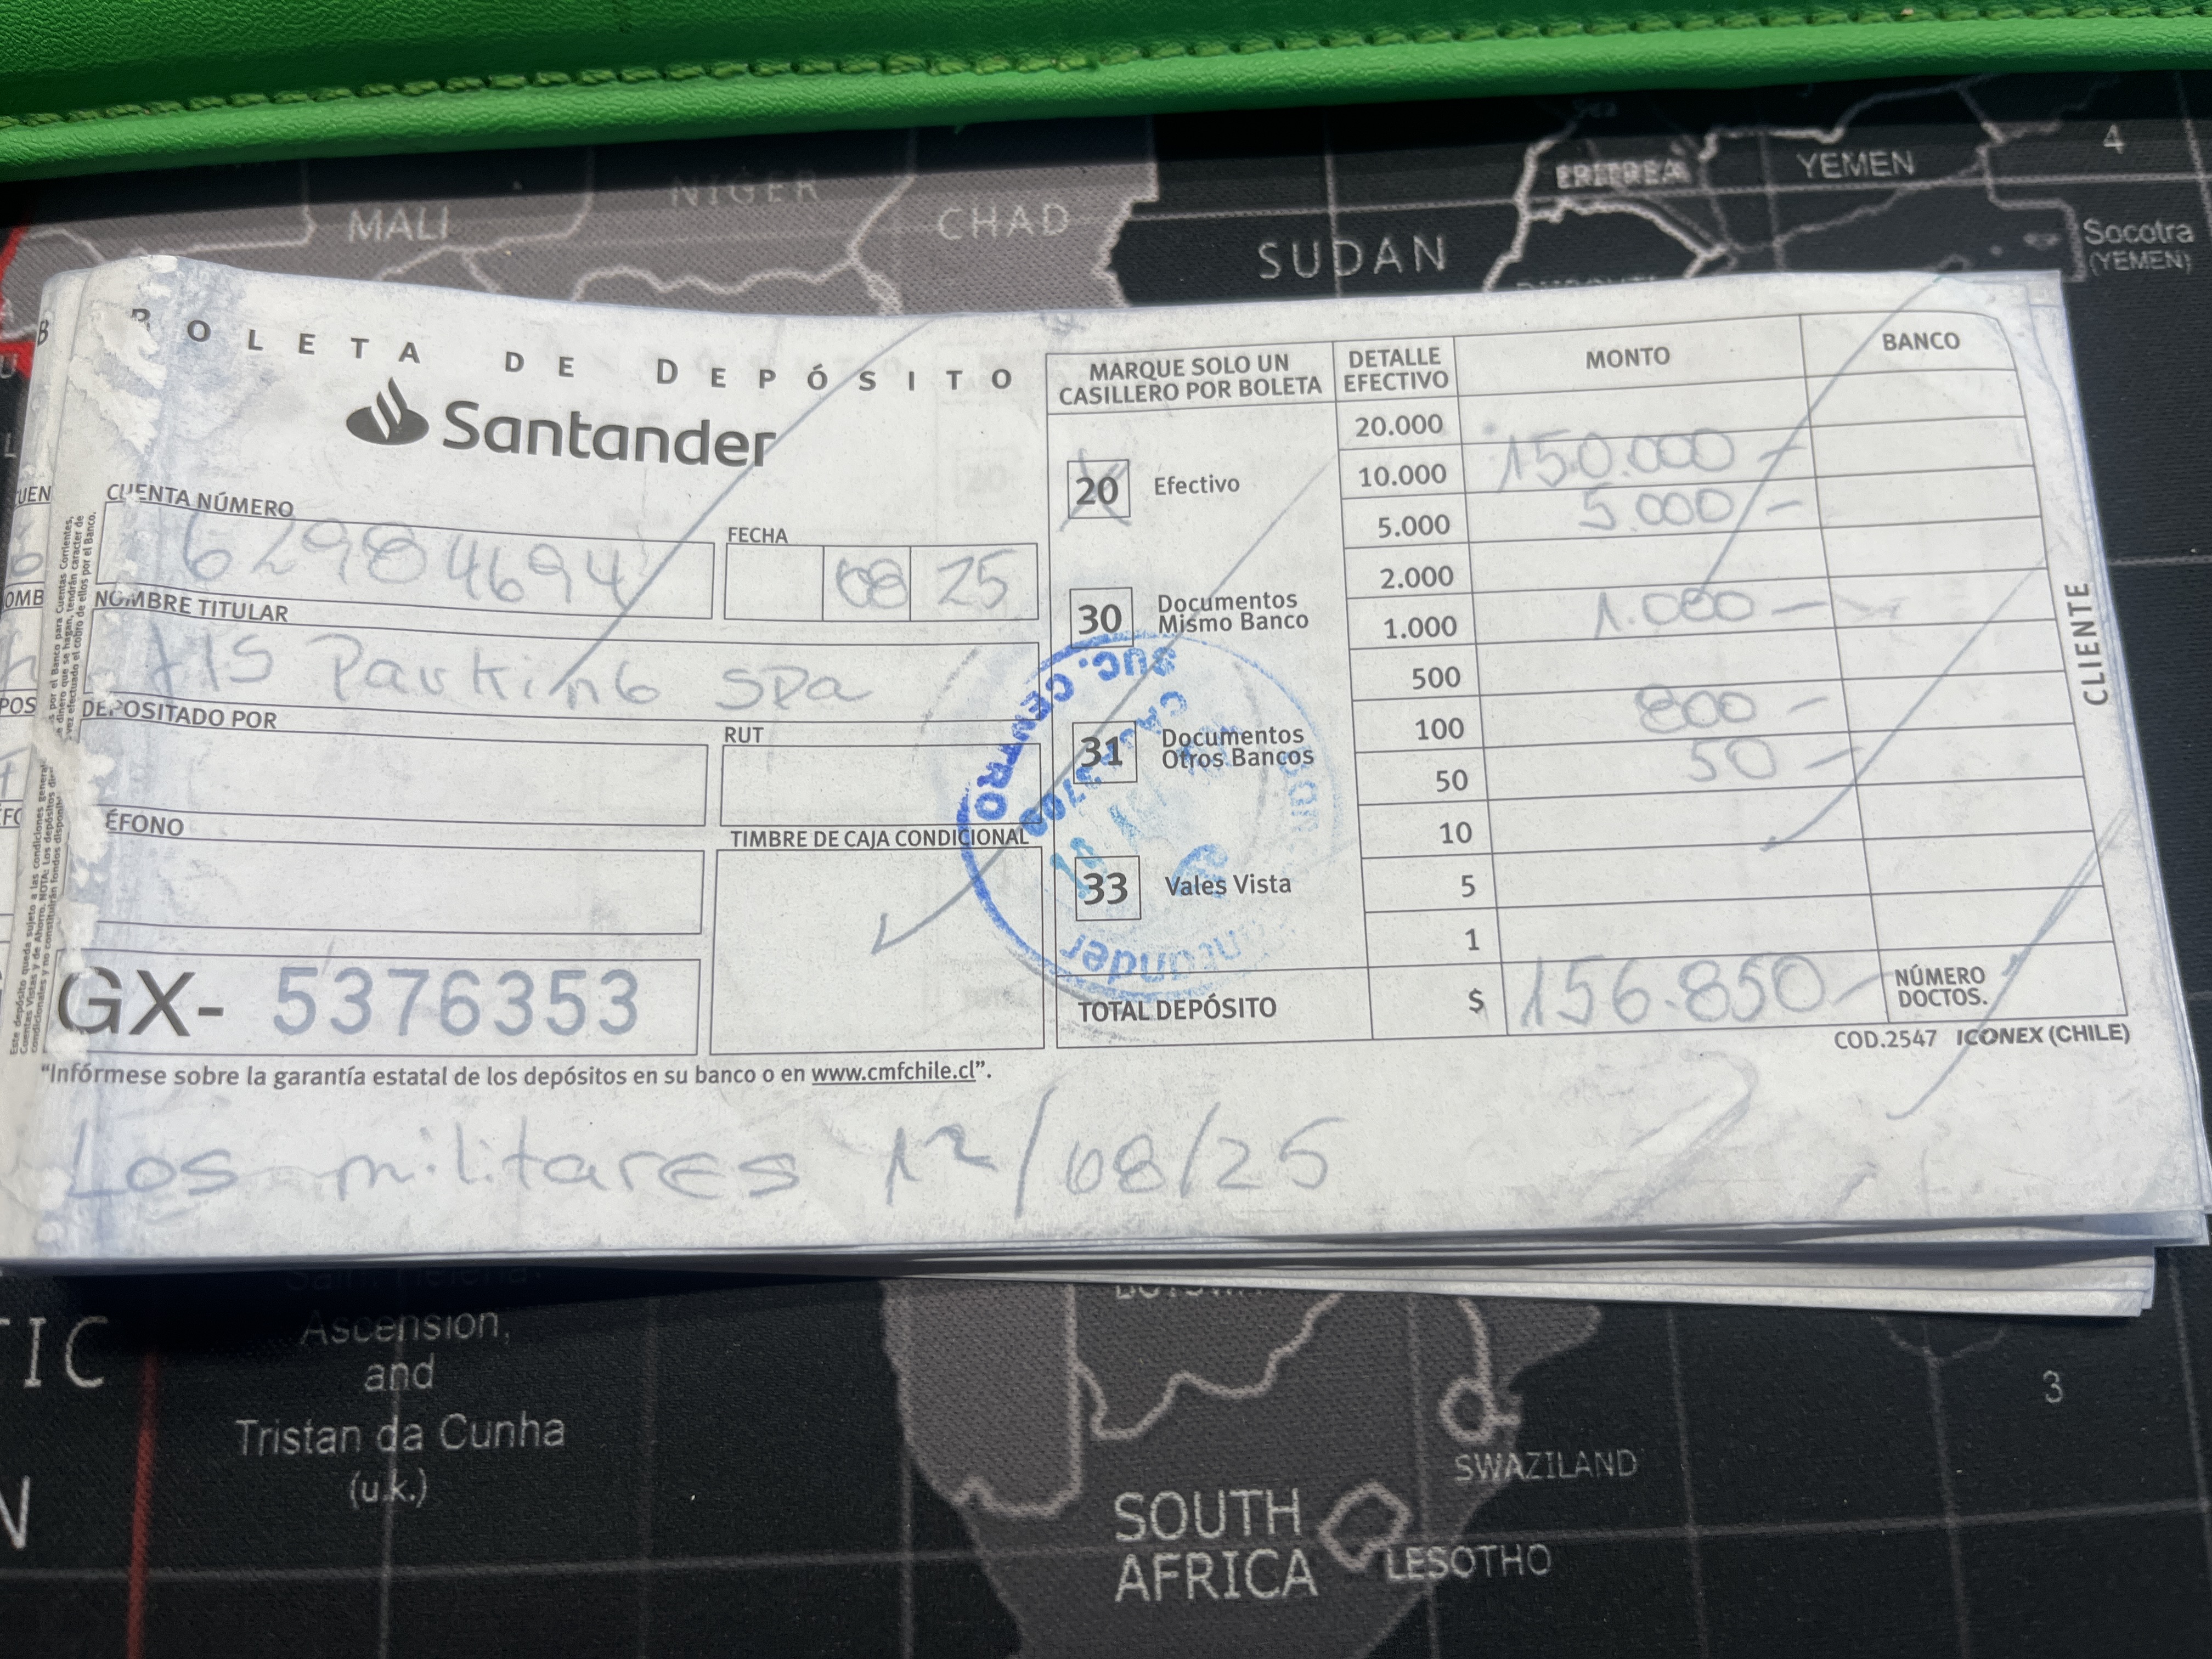 BOLETA DE DEPÓSITO
Santander
CUENTA NÚMERO
62984694
FECHA
08 25
NOMBRE TITULAR
Parking SPa
DEPOSITADO POR
RUT
ÉFONO
TIMBRE DE CAJA CONDICIONAL
GX- 5376353
"Infórmese sobre la garantía estatal de los depósitos en su banco o en www.cmfchile.cl".
Los militares 12/08/25
MARQUE SOLO UN
CASILLERO POR BOLETA
20 Efectivo
30 Documentos
Mismo Banco
31 Documentos
Otros Bancos
33 Vales Vista
SUC. CENTRO
DETALLE
EFECTIVO
MONTO
BANCO
20.000
10.000 150.000 -
5.000 5.000 -
2.000
1.000 1.000 -
500
100 800 -
50 50 -
10
5
1
TOTAL DEPÓSITO $ 156.850 -
NÚMERO
DOCTOS.
CLIENTE
COD.2547 ICONEX (CHILE)
MALI
NIGER
CHAD
SUDAN
ERITREA
YEMEN
4
Socotra
(YEMEN)
Ascension,
and
Tristan da Cunha
(u.k.)
SOUTH
AFRICA
SWAZILAND
LESOTHO
3